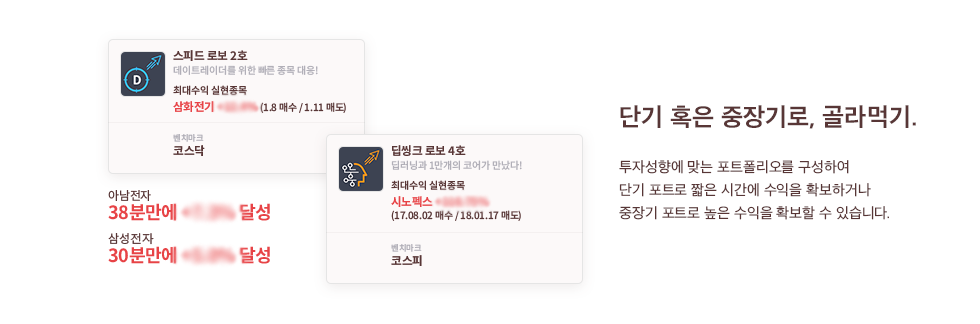 스피드 로보 2호
데이트레이더를 위한 빠른 종목 대응!
최대수익 실현종목
삼화전기 (1.8 매수 / 1.11 매도)
벤치마크
코스닥
D
아남전자
38분만에 달성
삼성전자
30분만에 달성
딥씽크 로보 4호
딥러닝과 1만개의 코어가 만났다!
최대수익 실현종목
시노펙스
(17.08.02 매수 / 18.01.17 매도)
벤치마크
코스피
단기 혹은 중장기로, 골라먹기.
투자성향에 맞는 포트폴리오를 구성하여
단기 포트로 짧은 시간에 수익을 확보하거나
중장기 포트로 높은 수익을 확보할 수 있습니다.